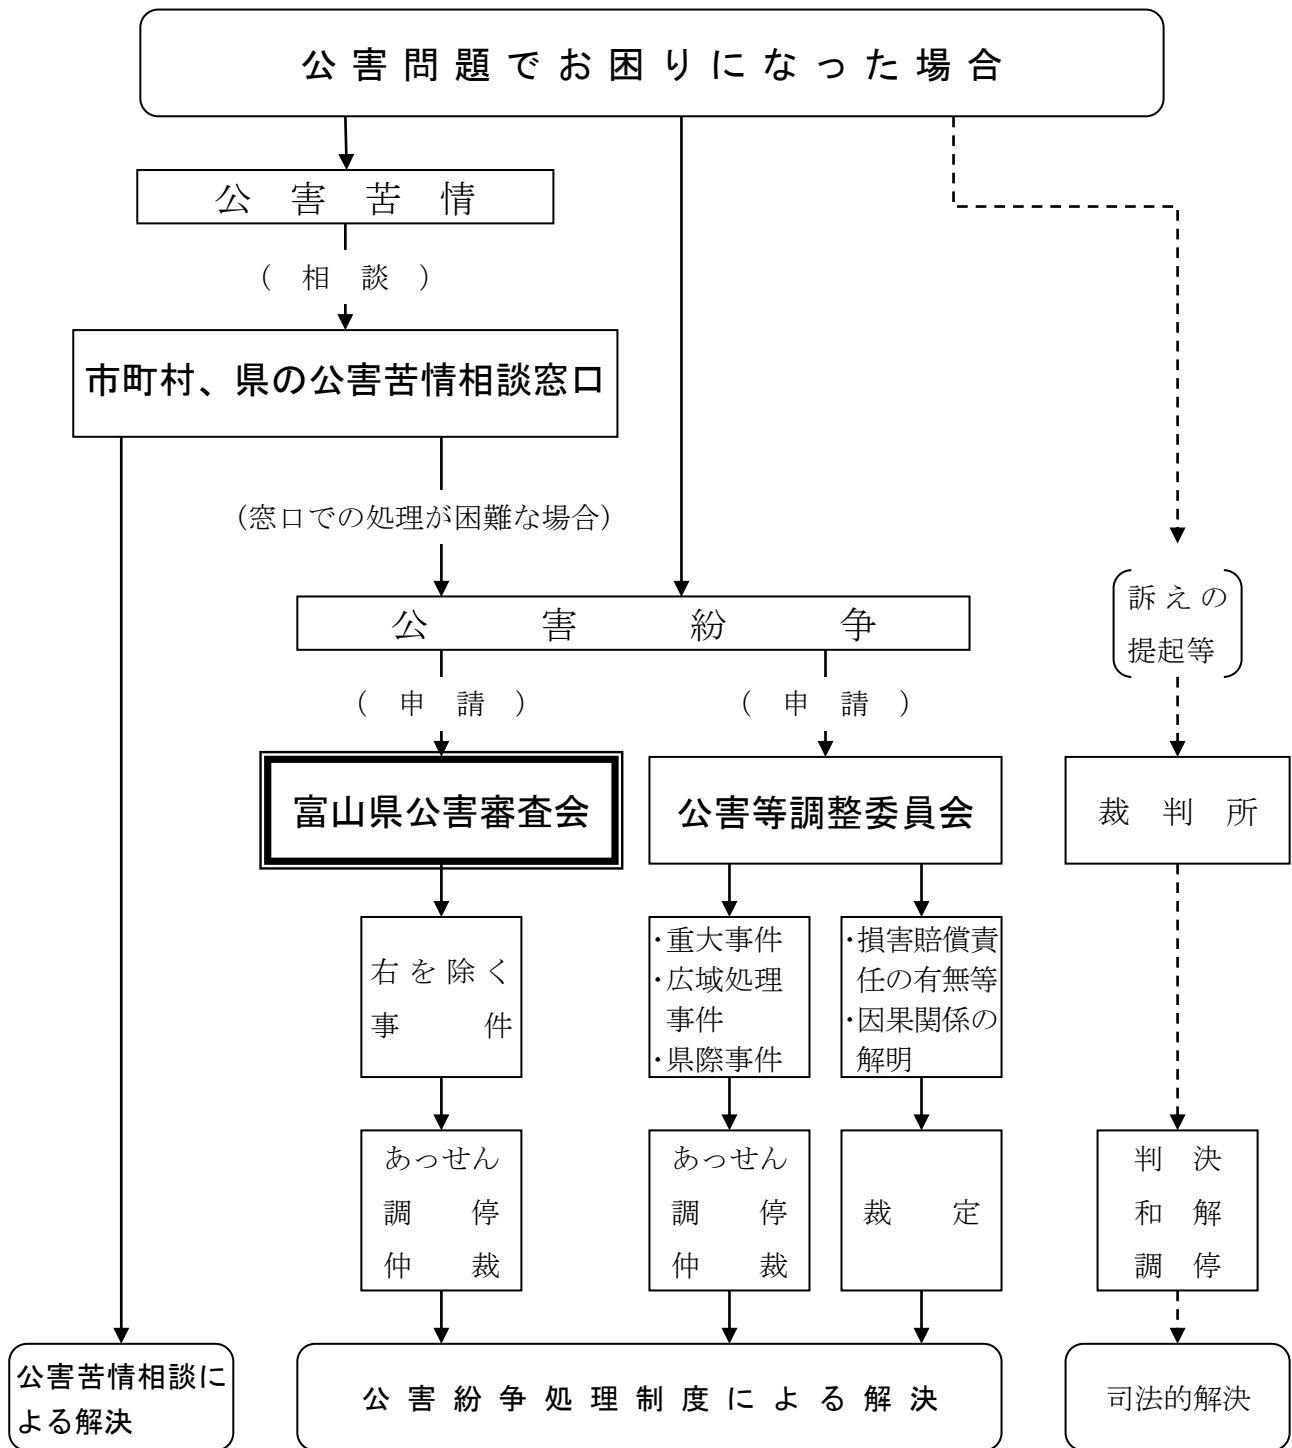 公害問題でお困りになった場合
公害苦情
（相談）
市町村、県の公害苦情相談窓口
（窓口での処理が困難な場合）
公害紛争
（申請）
（申請）
訴えの
提起等
富山県公害審査会
公害等調整委員会
裁判所
右を除く
事件
・重大事件
・広域処理
事件
・県際事件
・損害賠償責
任の有無等
・因果関係の
解明
あっせん
調停
仲裁
あっせん
調停
仲裁
裁定
判決
和解
調停
公害苦情相談に
よる解決
公害紛争処理制度による解決
司法的解決